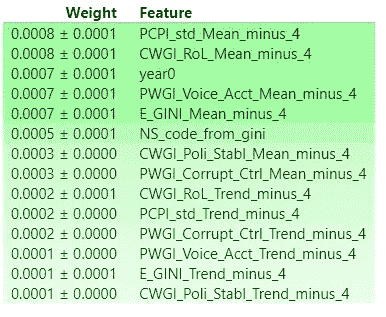 Weight Feature
0.0008 ± 0.0001 PCPI_std_Mean_minus_4
0.0008 ± 0.0001 CWGI_RoL_Mean_minus_4
0.0007 ± 0.0001 year0
0.0007 ± 0.0001 PWGI_Voice_Acct_Mean_minus_4
0.0007 ± 0.0001 E_GINI_Mean_minus_4
0.0005 ± 0.0001 NS_code_from_gini
0.0003 ± 0.0000 CWGI_Poli_Stabl_Mean_minus_4
0.0003 ± 0.0000 PWGI_Corrupt_Ctrl_Mean_minus_4
0.0002 ± 0.0001 CWGI_RoL_Trend_minus_4
0.0002 ± 0.0000 PCPI_std_Trend_minus_4
0.0002 ± 0.0000 PWGI_Corrupt_Ctrl_Trend_minus_4
0.0001 ± 0.0000 PWGI_Voice_Acct_Trend_minus_4
0.0001 ± 0.0001 E_GINI_Trend_minus_4
0.0001 ± 0.0000 CWGI_Poli_Stabl_Trend_minus_4